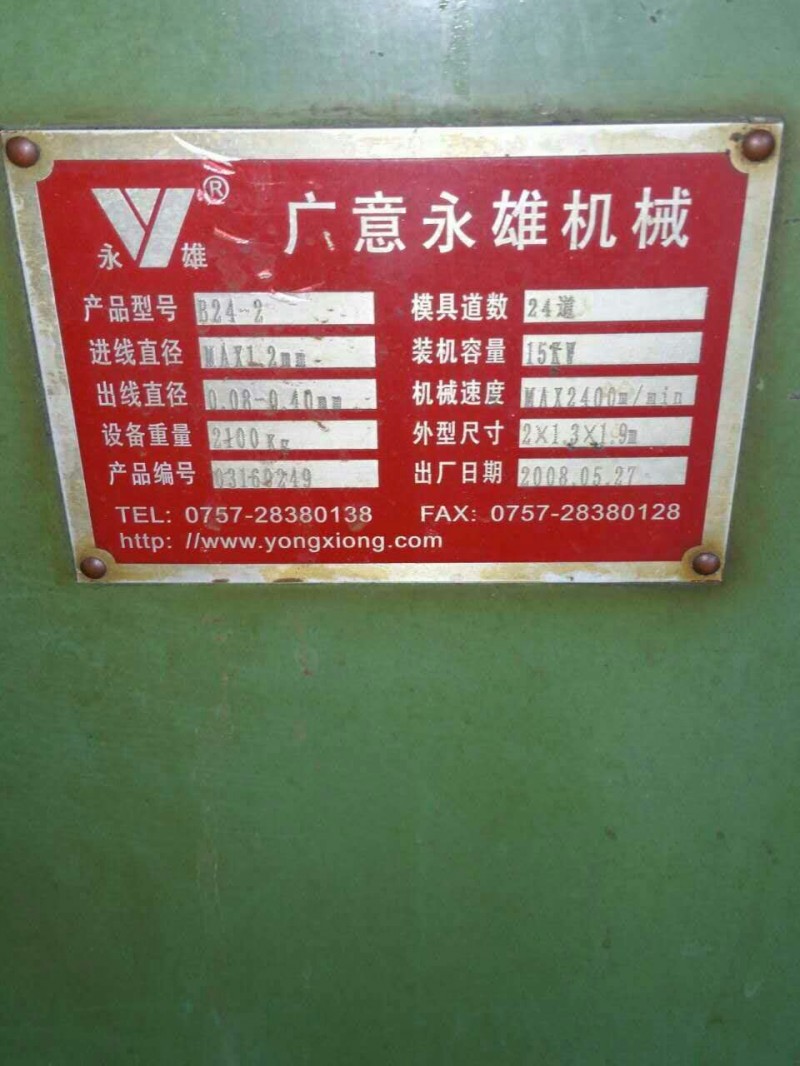 永雄®
广意永雄机械
产品型号 B24-2 模具道数 24道
进线直径 MAX1.2mm 装机容量 15KW
出线直径 0.08-0.40mm 机械速度 MAX2400m/min
设备重量 2100Kg 外型尺寸 2×1.3×1.9m
产品编号 出厂日期 2008.05.27
TEL: 0757-28380138 FAX: 0757-28380128
http: //www.yongxiong.com